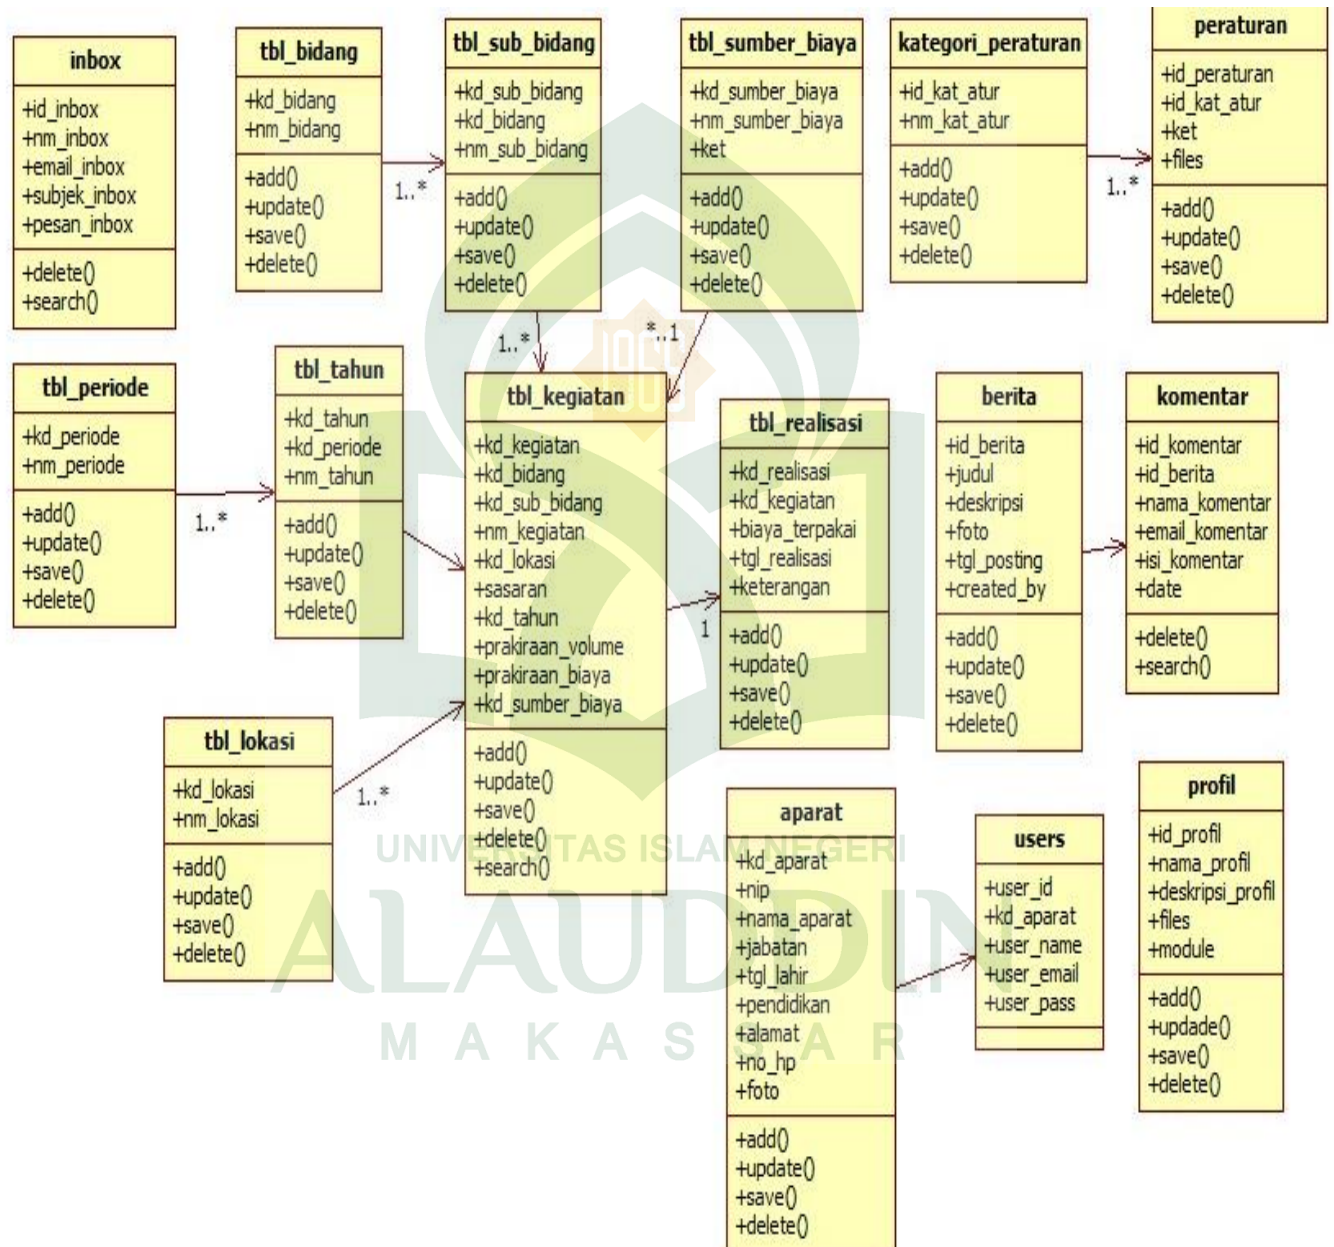 inbox
+id_inbox
+nm_inbox
+email_inbox
+subjek_inbox
+pesan_inbox
+delete()
+search()
tbl_bidang
+kd_bidang
+nm_bidang
+add()
+update()
+save()
+delete()
1..*
tbl_sub_bidang
+kd_sub_bidang
+kd_bidang
+nm_sub_bidang
+add()
+update()
+save()
+delete()
1..*
tbl_sumber_biaya
+kd_sumber_biaya
+nm_sumber_biaya
+ket
+add()
+update()
+save()
+delete()
*..1
kategori_peraturan
+id_kat_atur
+nm_kat_atur
+add()
+update()
+save()
+delete()
1..*
peraturan
+id_peraturan
+id_kat_atur
+ket
+files
+add()
+update()
+save()
+delete()
tbl_periode
+kd_periode
+nm_periode
+add()
+update()
+save()
+delete()
1..*
tbl_tahun
+kd_tahun
+kd_periode
+nm_tahun
+add()
+update()
+save()
+delete()
tbl_kegiatan
+kd_kegiatan
+kd_bidang
+kd_sub_bidang
+nm_kegiatan
+kd_lokasi
+sasaran
+kd_tahun
+prakiraan_volume
+prakiraan_biaya
+kd_sumber_biaya
+add()
+update()
+save()
+delete()
+search()
1
tbl_realisasi
+kd_realisasi
+kd_kegiatan
+biaya_terpakai
+tgl_realisasi
+keterangan
+add()
+update()
+save()
+delete()
berita
+id_berita
+judul
+deskripsi
+foto
+tgl_posting
+created_by
+add()
+update()
+save()
+delete()
komentar
+id_komentar
+id_berita
+nama_komentar
+email_komentar
+isi_komentar
+date
+delete()
+search()
tbl_lokasi
+kd_lokasi
+nm_lokasi
+add()
+update()
+save()
+delete()
1..*
aparat
+kd_aparat
+nip
+nama_aparat
+jabatan
+tgl_lahir
+pendidikan
+alamat
+no_hp
+foto
+add()
+update()
+save()
+delete()
users
+user_id
+kd_aparat
+user_name
+user_email
+user_pass
profil
+id_profil
+nama_profil
+deskripsi_profil
+files
+module
+add()
+updade()
+save()
+delete()
1965
UNIVERSITAS ISLAM NEGERI
ALAUDDIN
MAKASSAR